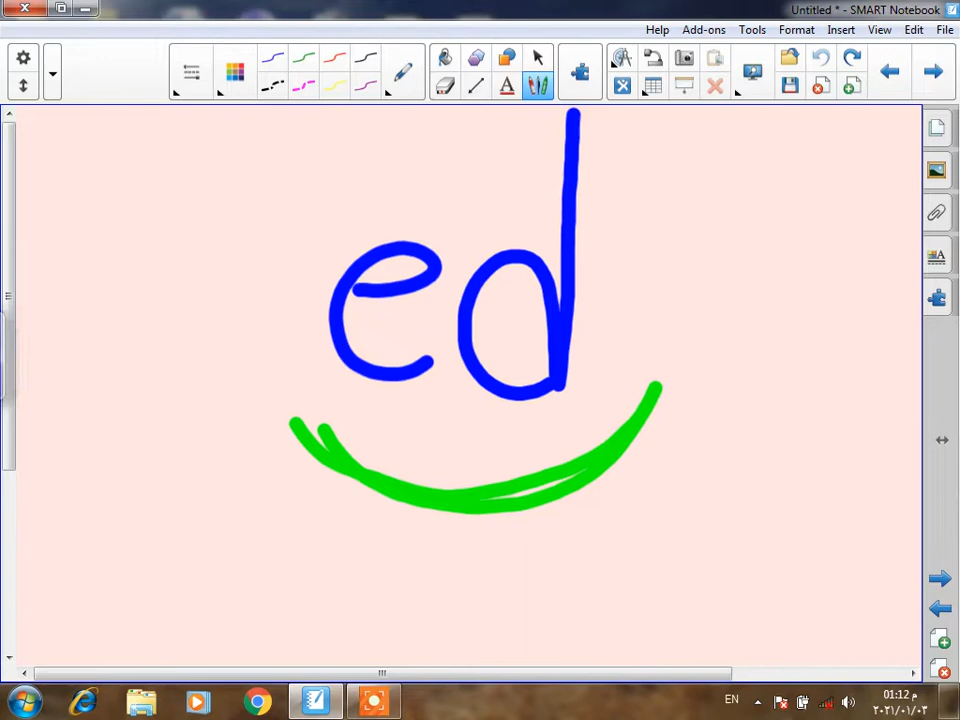 Untitled * - SMART Notebook
Help Add-ons Tools Format Insert View Edit File
ed
EN
01:12 م
٢٠٢١/٠١/٠٣